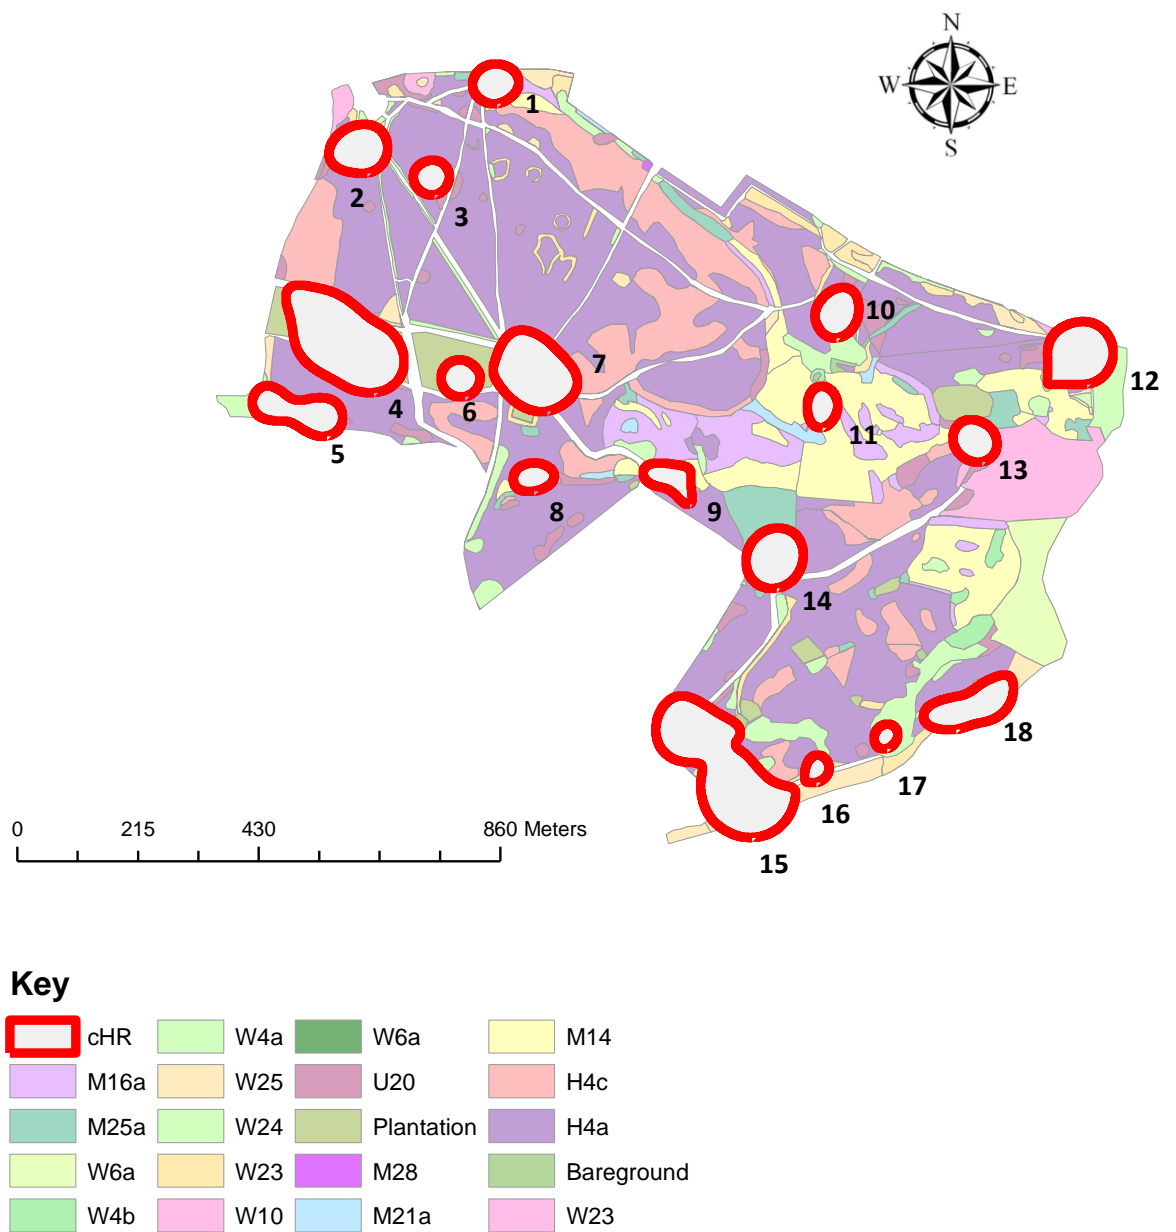 N
W E
S
1
2
3
4
5
6
7
8
9
10
11
12
13
14
15
16
17
18
0 215 430 860 Meters
Key
cHR W4a W6a M14
M16a W25 U20 H4c
M25a W24 Plantation H4a
W6a W23 M28 Bareground
W4b W10 M21a W23